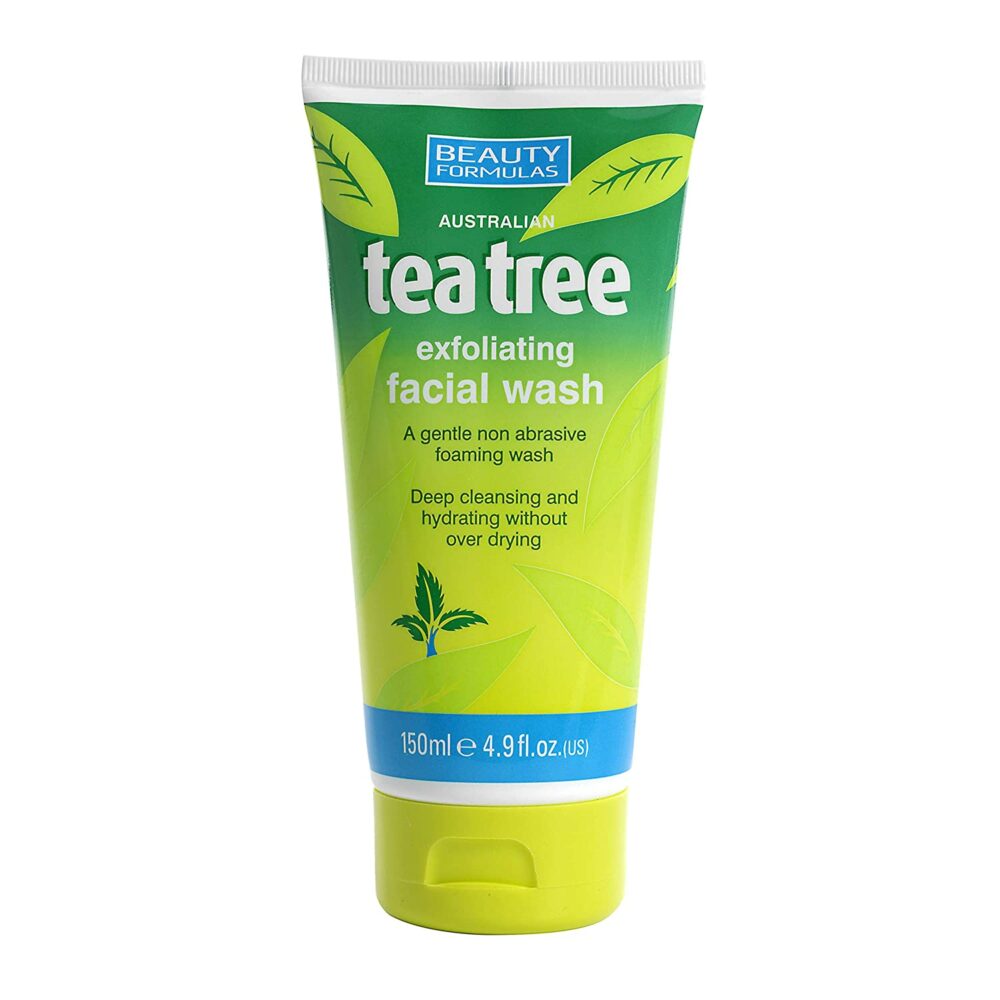 BEAUTY
FORMULAS
AUSTRALIAN
tea tree
exfoliating
facial wash
A gentle non abrasive
foaming wash
Deep cleansing and
hydrating without
over drying
150ml e 4.9 fl.oz.(US)